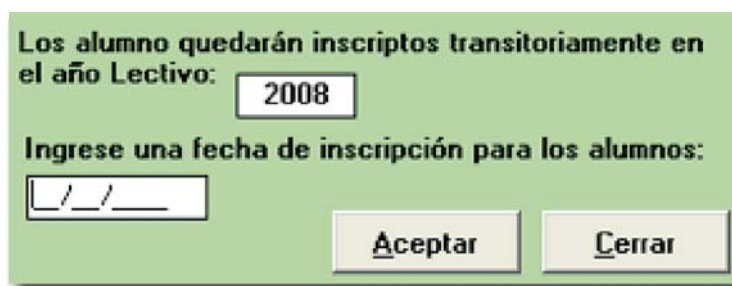 Los alumno quedarán inscriptos transitoriamente en
el año Lectivo:
2008
Ingrese una fecha de inscripción para los alumnos:
__/__/____
Aceptar Cerrar